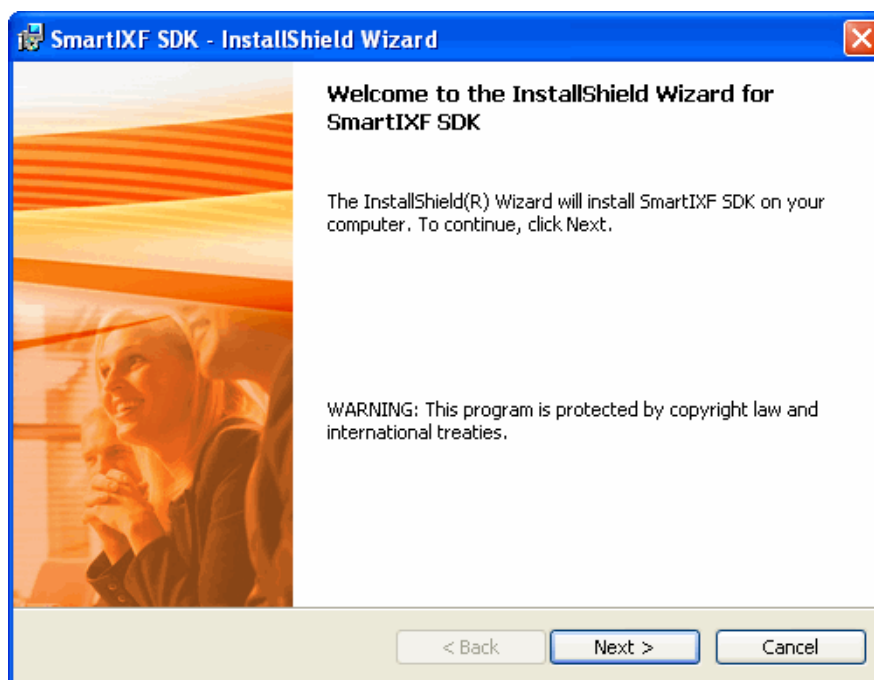 SmartIXF SDK - InstallShield Wizard
Welcome to the InstallShield Wizard for
SmartIXF SDK
The InstallShield(R) Wizard will install SmartIXF SDK on your
computer. To continue, click Next.
WARNING: This program is protected by copyright law and
international treaties.
< Back
Next >
Cancel